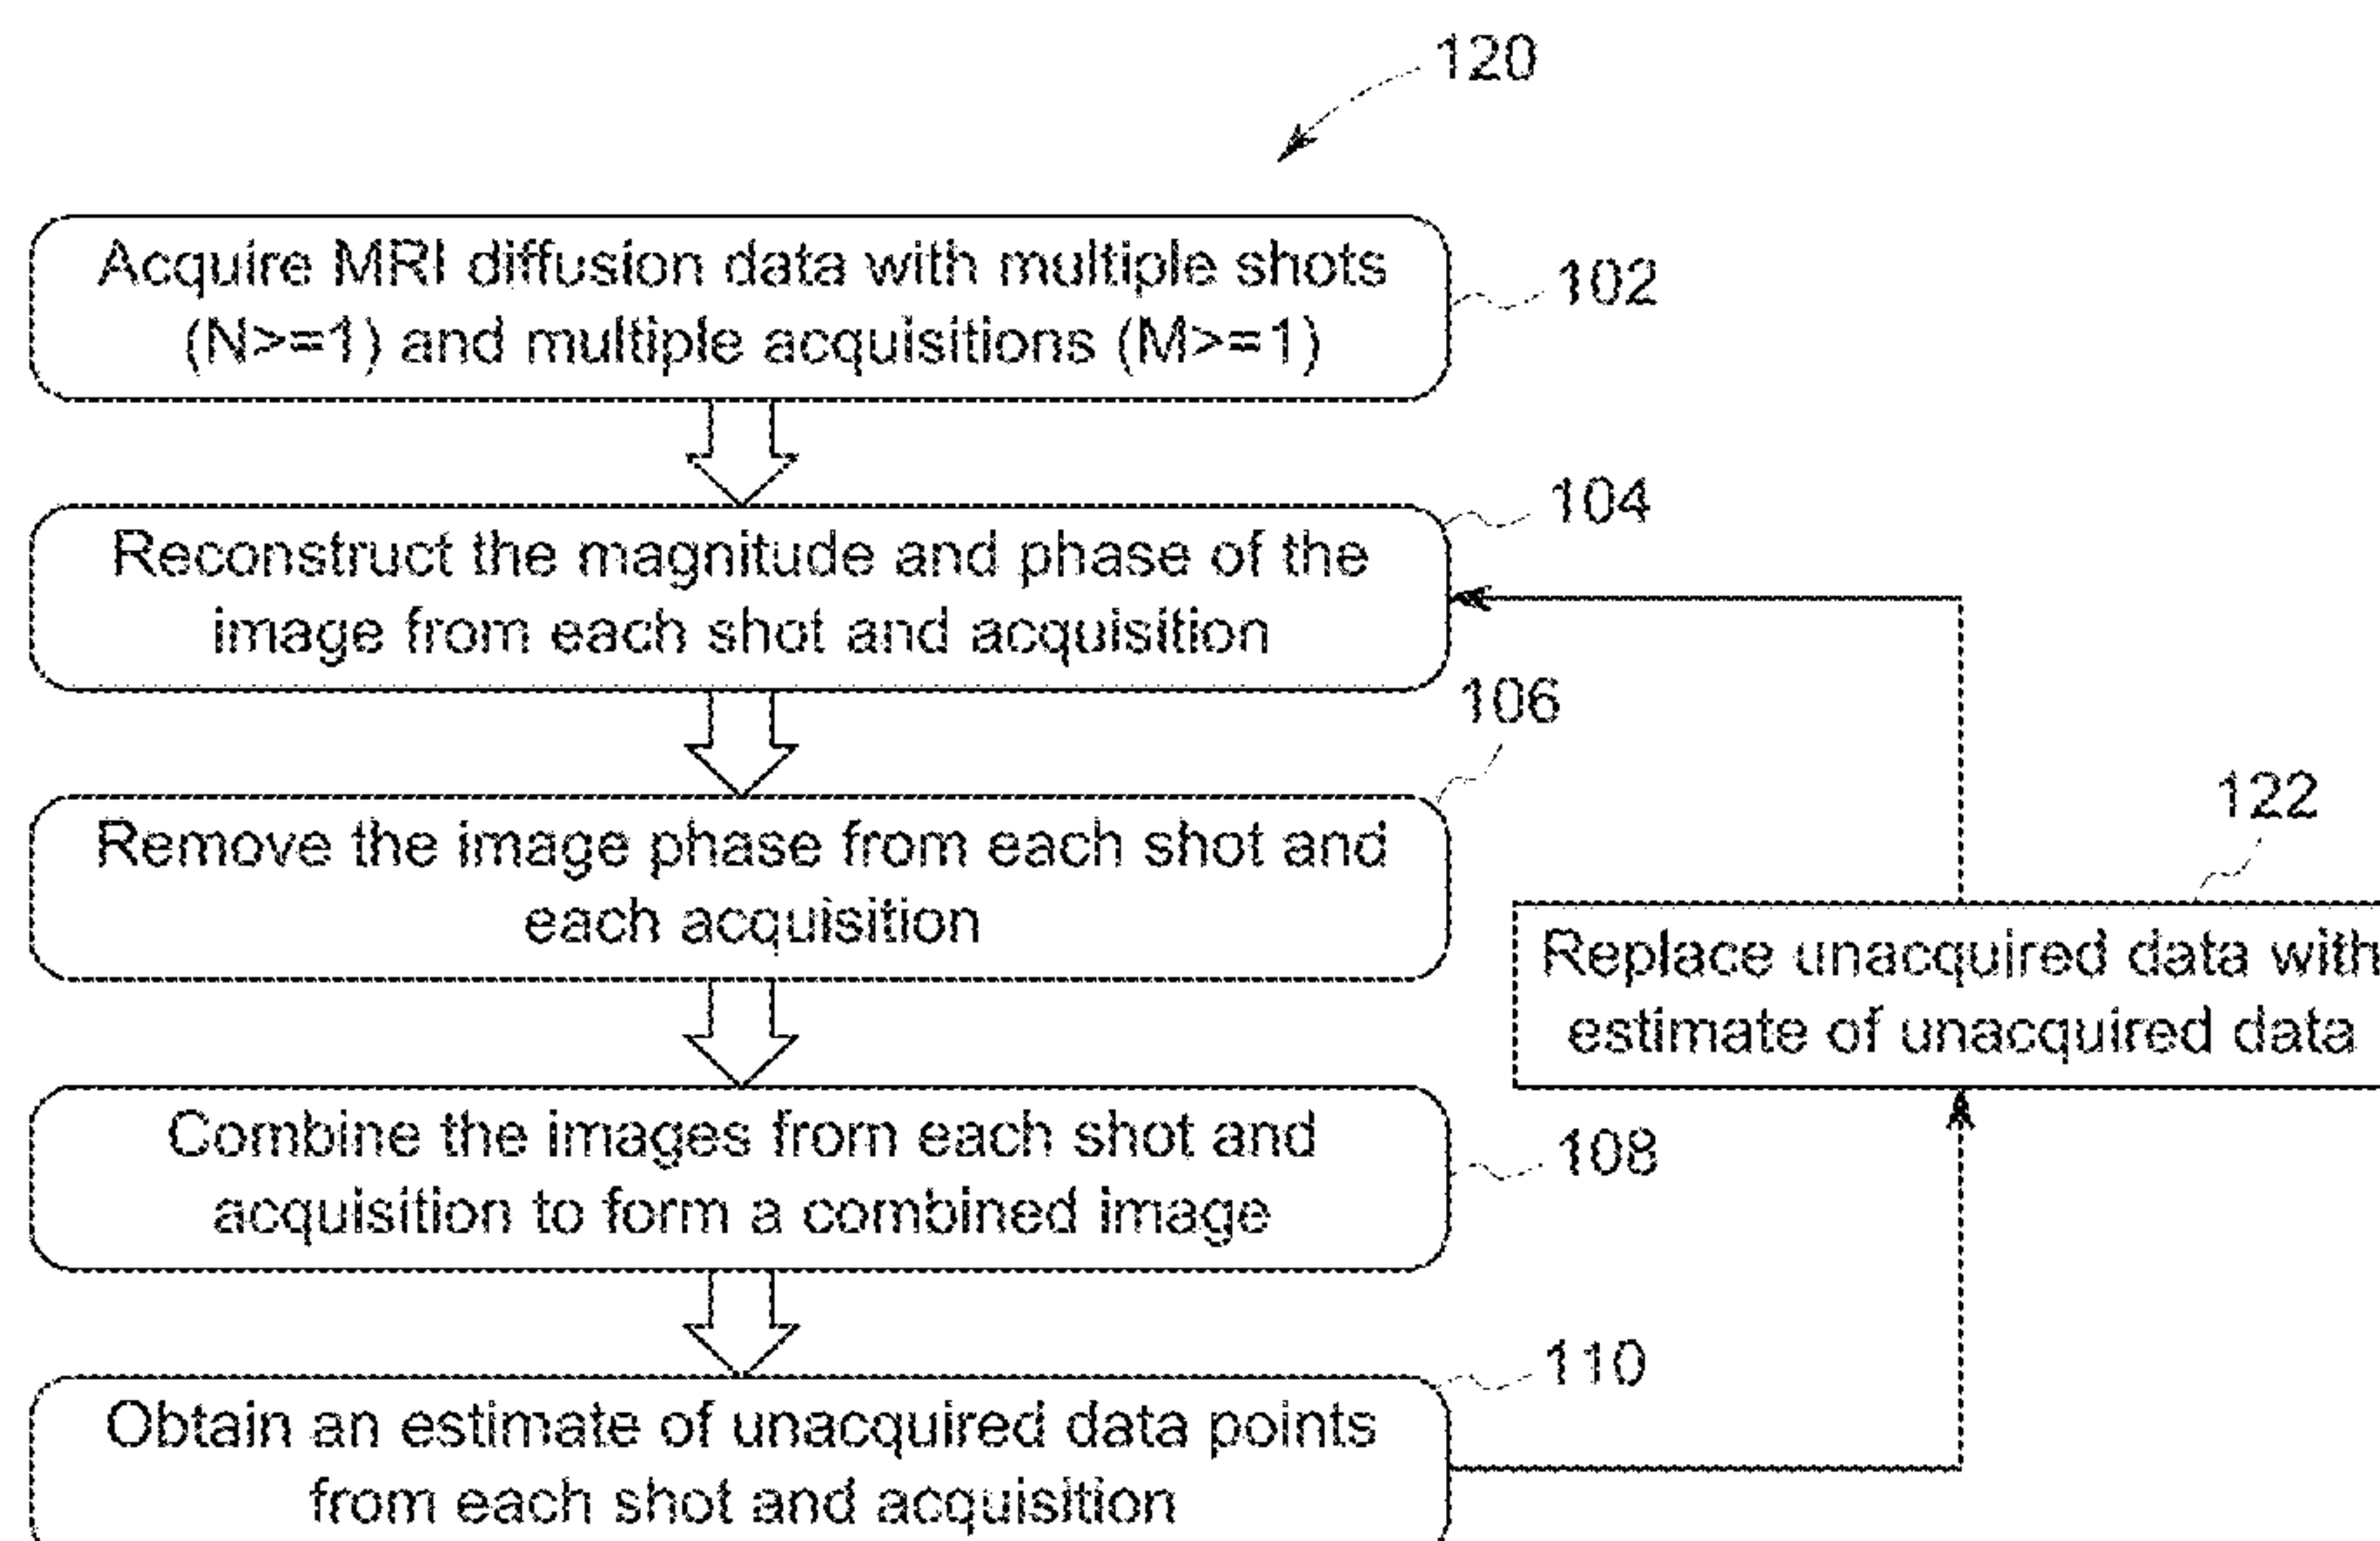 120
Acquire MRI diffusion data with multiple shots
(N>=1) and multiple acquisitions (M>=1)
102
Reconstruct the magnitude and phase of the
image from each shot and acquisition
104
Remove the image phase from each shot and
each acquisition
106
Replace unacquired data with
estimate of unacquired data
122
Combine the images from each shot and
acquisition to form a combined image
108
Obtain an estimate of unacquired data points
from each shot and acquisition
110